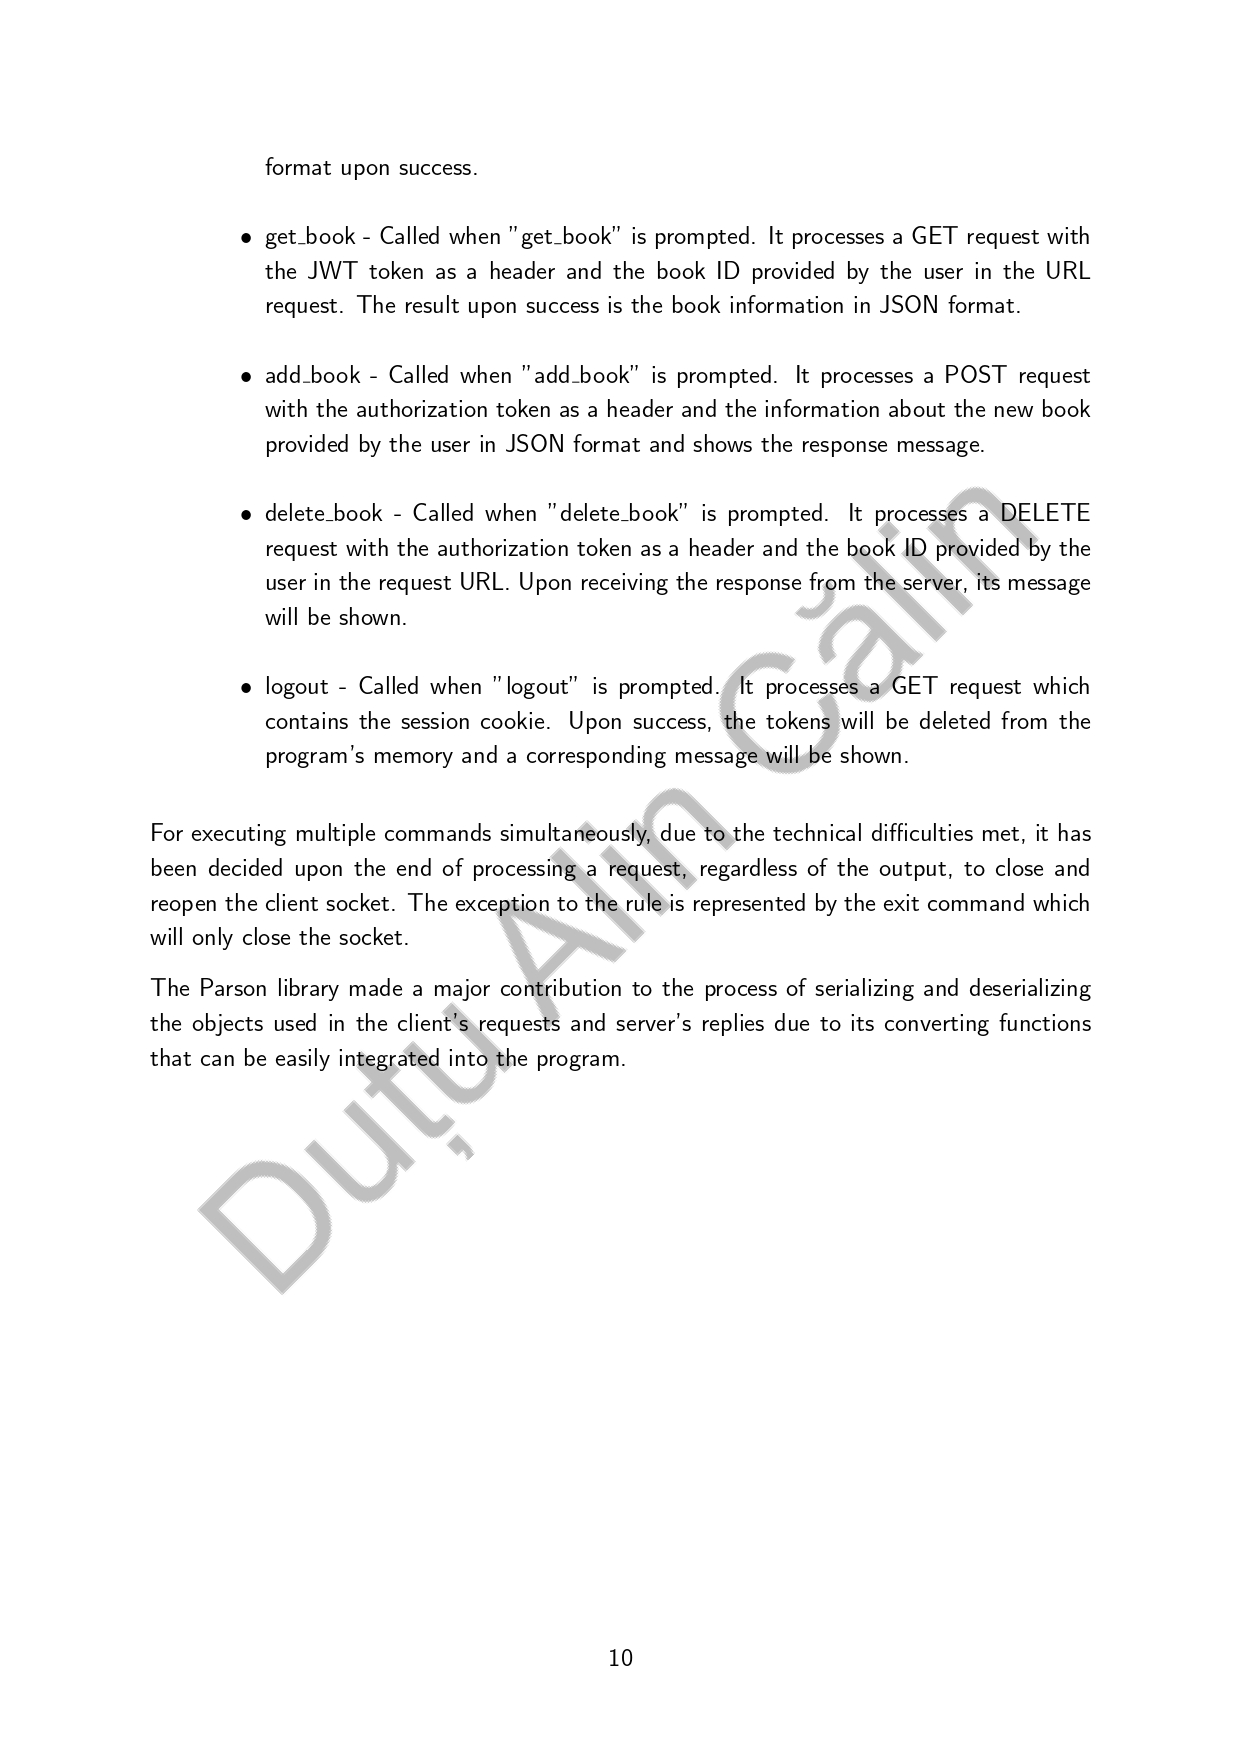 format upon success.
• get_book - Called when ”get_book” is prompted. It processes a GET request with
the JWT token as a header and the book ID provided by the user in the URL
request. The result upon success is the book information in JSON format.
• add_book - Called when ”add_book” is prompted. It processes a POST request
with the authorization token as a header and the information about the new book
provided by the user in JSON format and shows the response message.
• delete_book - Called when ”delete_book” is prompted. It processes a DELETE
request with the authorization token as a header and the book ID provided by the
user in the request URL. Upon receiving the response from the server, its message
will be shown.
• logout - Called when ”logout” is prompted. It processes a GET request which
contains the session cookie. Upon success, the tokens will be deleted from the
program’s memory and a corresponding message will be shown.
For executing multiple commands simultaneously, due to the technical difficulties met, it has
been decided upon the end of processing a request, regardless of the output, to close and
reopen the client socket. The exception to the rule is represented by the exit command which
will only close the socket.
The Parson library made a major contribution to the process of serializing and deserializing
the objects used in the client’s requests and server’s replies due to its converting functions
that can be easily integrated into the program.
Duțu Alin Călin
10